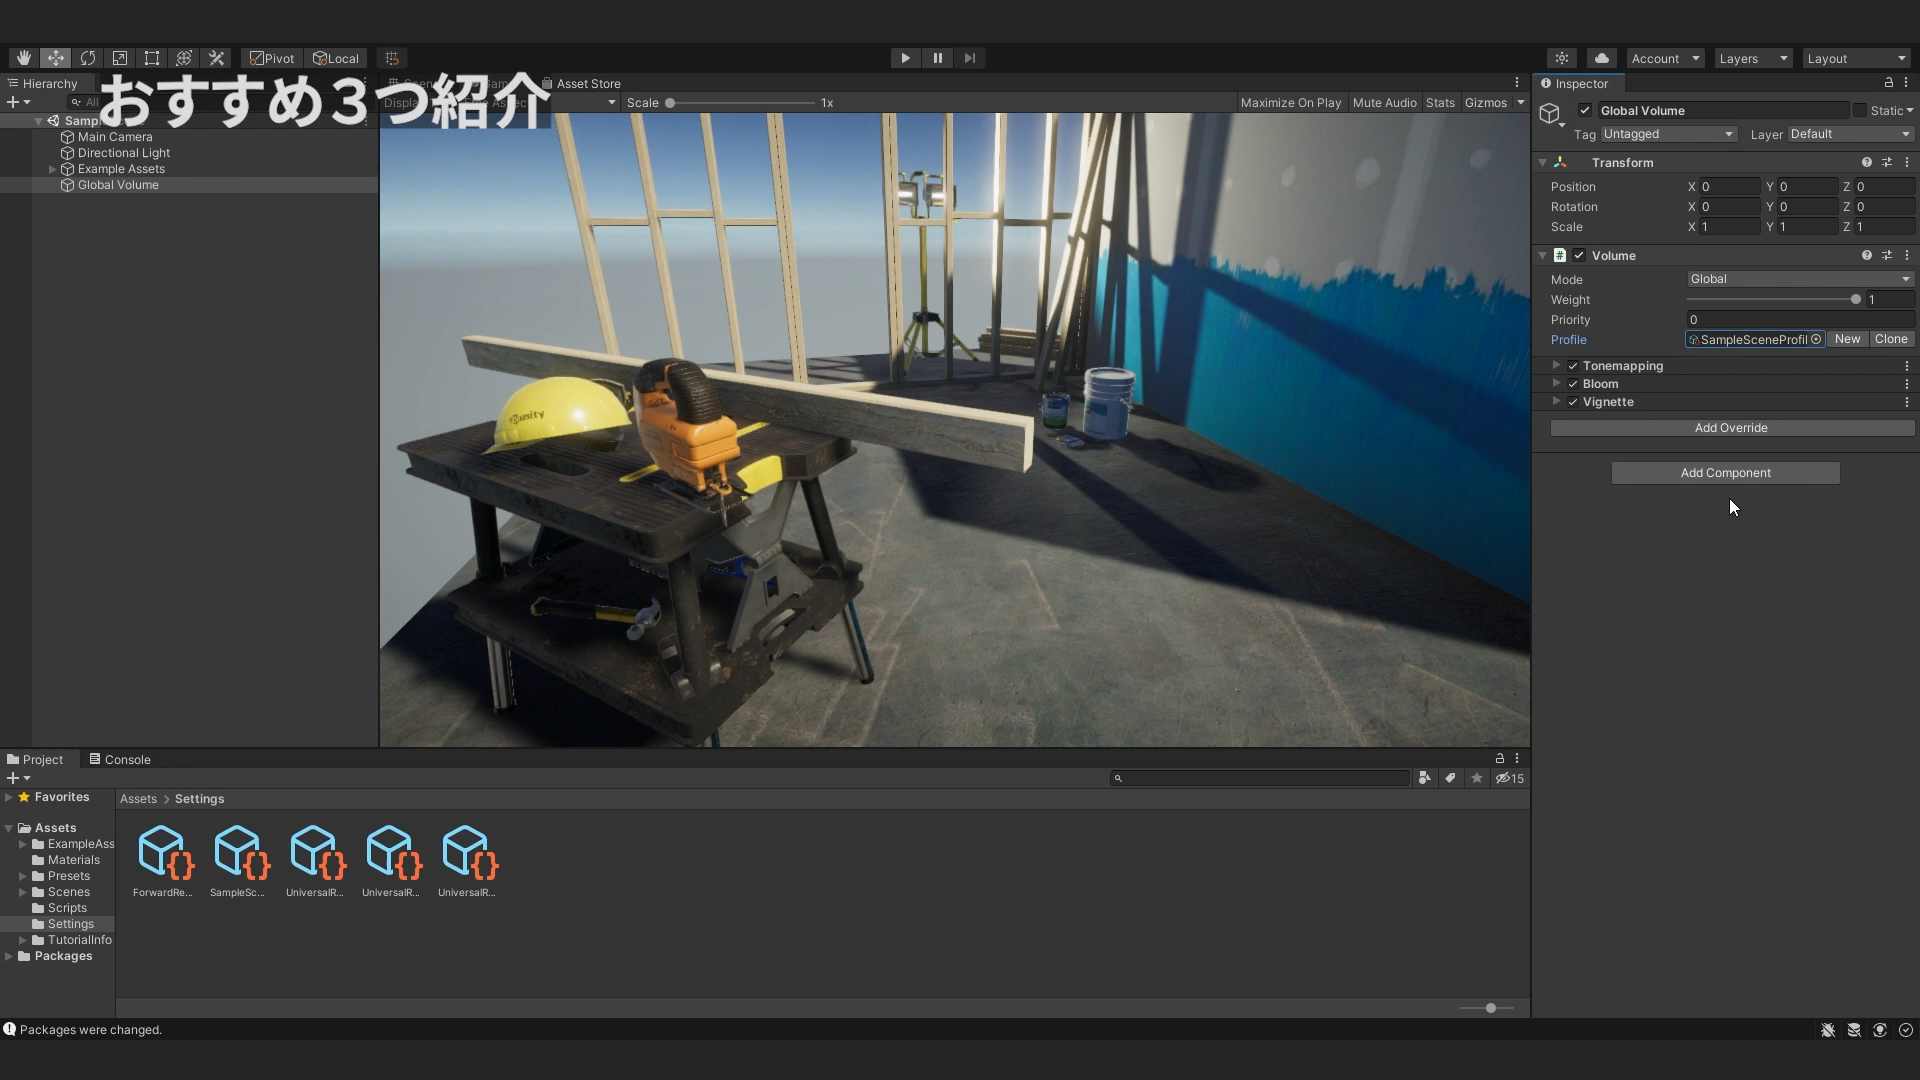 Pivot
Local
Account
Layers
Layout
Hierarchy
Asset Store
Inspector
おすすめ３つ紹介
All
Scale
1x
Maximize On Play
Mute Audio
Stats
Gizmos
Global Volume
Static
Tag Untagged
Layer Default
Main Camera
Directional Light
Example Assets
Global Volume
Transform
Position X 0 Y 0 Z 0
Rotation X 0 Y 0 Z 0
Scale X 1 Y 1 Z 1
Volume
Mode Global
Weight 1
Priority 0
Profile SampleSceneProfil New Clone
Tonemapping
Bloom
Vignette
Add Override
Add Component
unity
Project
Console
15
Favorites
Assets > Settings
Assets
ExampleAss
Materials
Presets
Scenes
Scripts
Settings
TutorialInfo
Packages
ForwardRe...
SampleSc...
UniversalR...
UniversalR...
UniversalR...
Packages were changed.